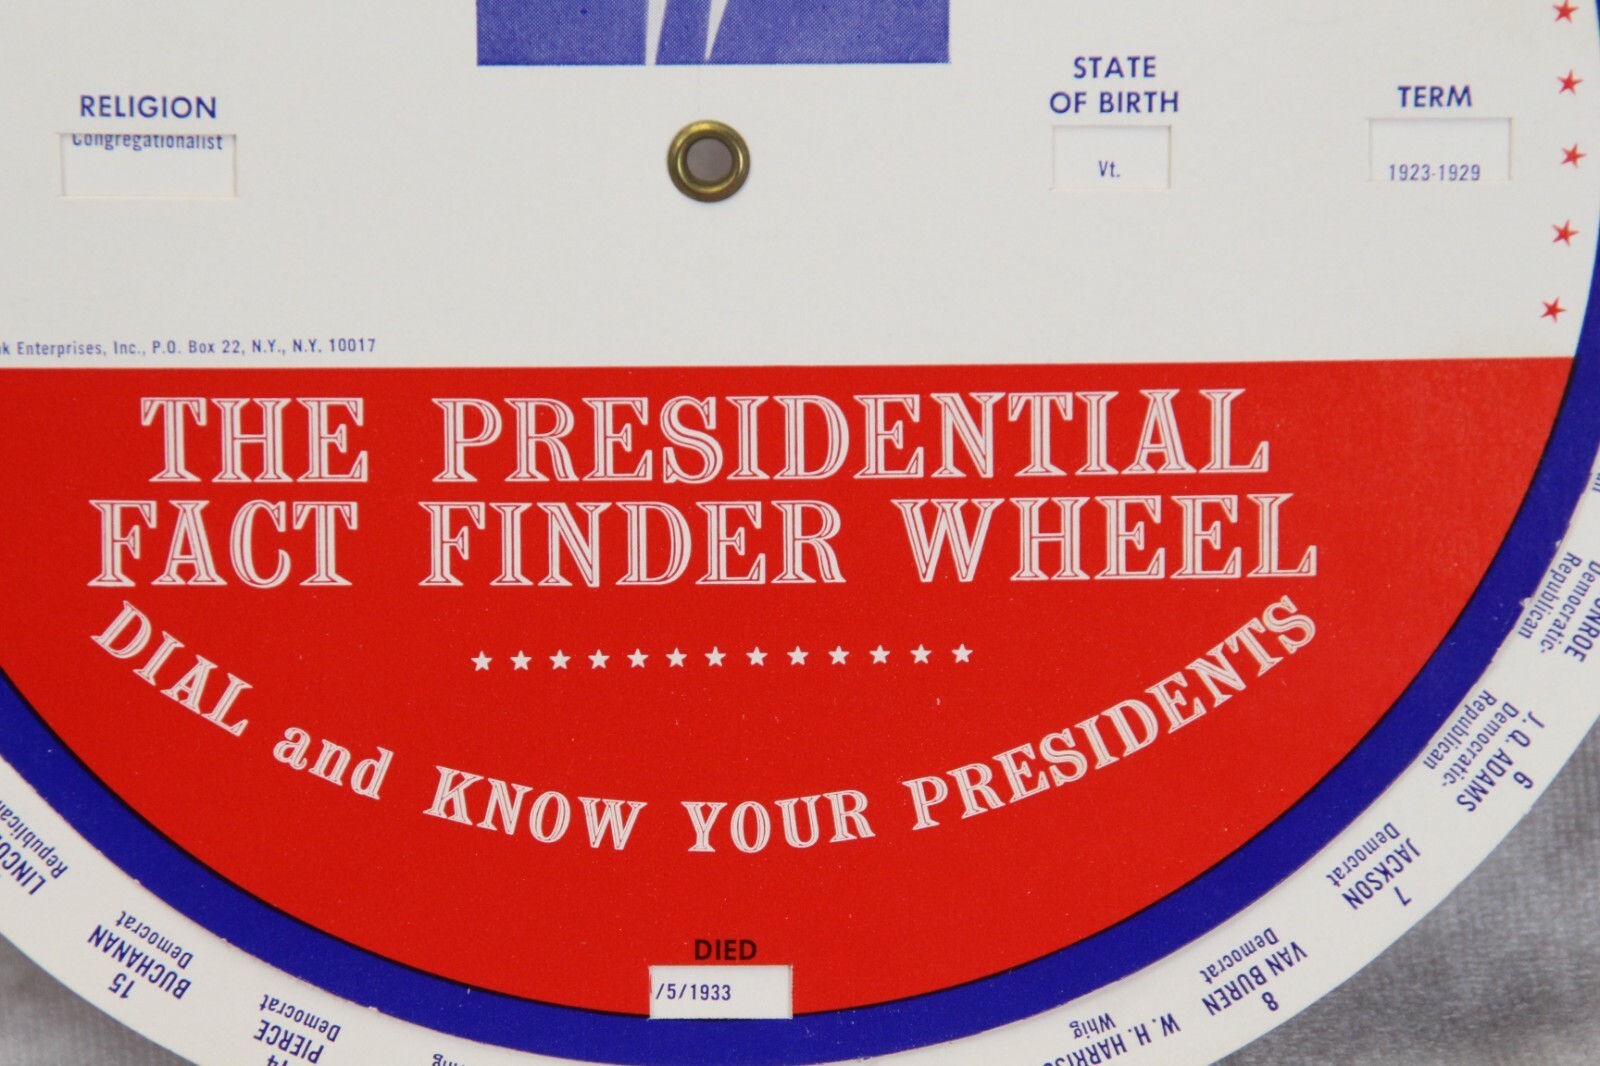 RELIGION
Congregationalist
STATE
OF BIRTH
Vt.
TERM
1923-1929
Enterprises, Inc., P.O. Box 22, N.Y., N.Y. 10017
THE PRESIDENTIAL
FACT FINDER WHEEL
DIAL and KNOW YOUR PRESIDENTS
DIED
/5/1933
Democratic-
Republican
6
J. Q. ADAMS
Democratic-
Republican
7
JACKSON
Democrat
8
VAN BUREN
Democrat
W. H.
Whig
PIERCE
Democrat
15
BUCHANAN
Democrat
Republican